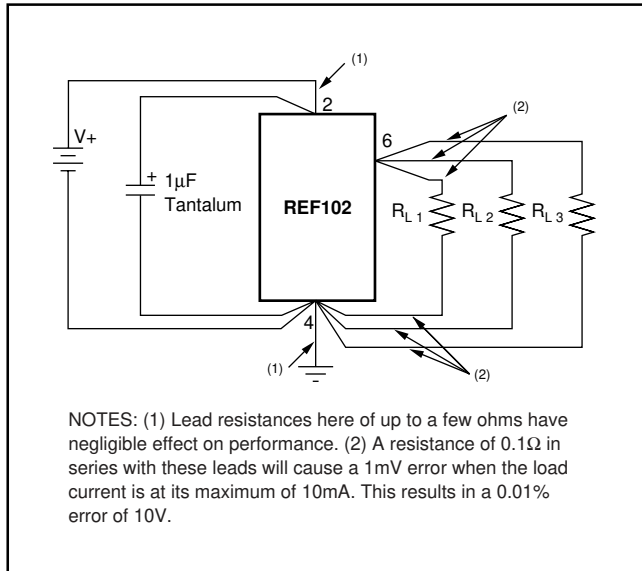 (1)
2
(2)
V+
6
+ 1μF
Tantalum
REF102
R L 1
R L 2
R L 3
4
(1)
(2)
NOTES: (1) Lead resistances here of up to a few ohms have
negligible effect on performance. (2) A resistance of 0.1Ω in
series with these leads will cause a 1mV error when the load
current is at its maximum of 10mA. This results in a 0.01%
error of 10V.